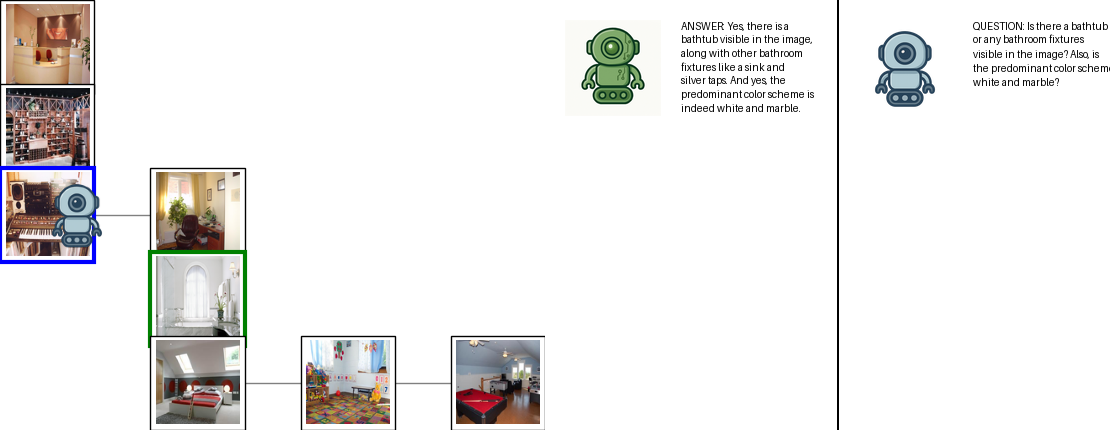 ANSWER: Yes, there is a
bathtub visible in the image,
along with other bathroom
fixtures like a sink and
silver taps. And yes, the
predominant color scheme is
indeed white and marble.
QUESTION: Is there a bathtub
or any bathroom fixtures
visible in the image? Also, is
the predominant color scheme
white and marble?